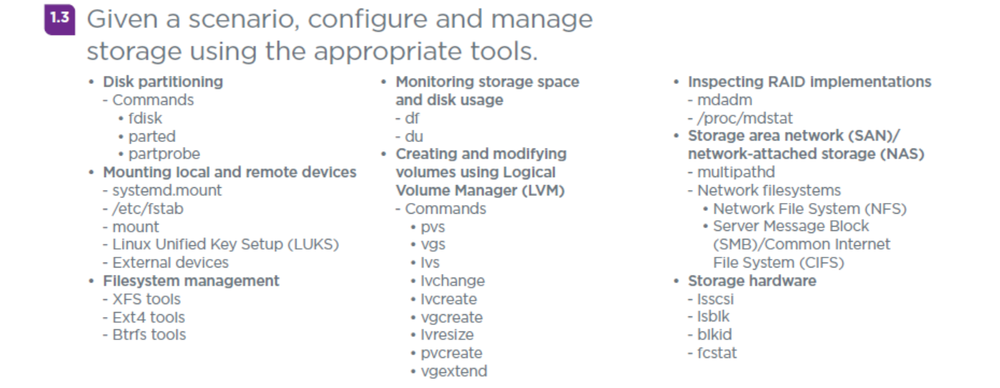 1.3
Given a scenario, configure and manage
storage using the appropriate tools.
• Disk partitioning
- Commands
• fdisk
• parted
• partprobe
• Mounting local and remote devices
- systemd.mount
- /etc/fstab
- mount
- Linux Unified Key Setup (LUKS)
- External devices
• Filesystem management
- XFS tools
- Ext4 tools
- Btrfs tools
• Monitoring storage space
and disk usage
- df
- du
• Creating and modifying
volumes using Logical
Volume Manager (LVM)
- Commands
• pvs
• vgs
• lvs
• lvchange
• lvcreate
• vgcreate
• lvresize
• pvcreate
• vgextend
• Inspecting RAID implementations
- mdadm
- /proc/mdstat
• Storage area network (SAN)/
network-attached storage (NAS)
- multipathd
- Network filesystems
• Network File System (NFS)
• Server Message Block
(SMB)/Common Internet
File System (CIFS)
• Storage hardware
- lsscsi
- lsblk
- blkid
- fcstat